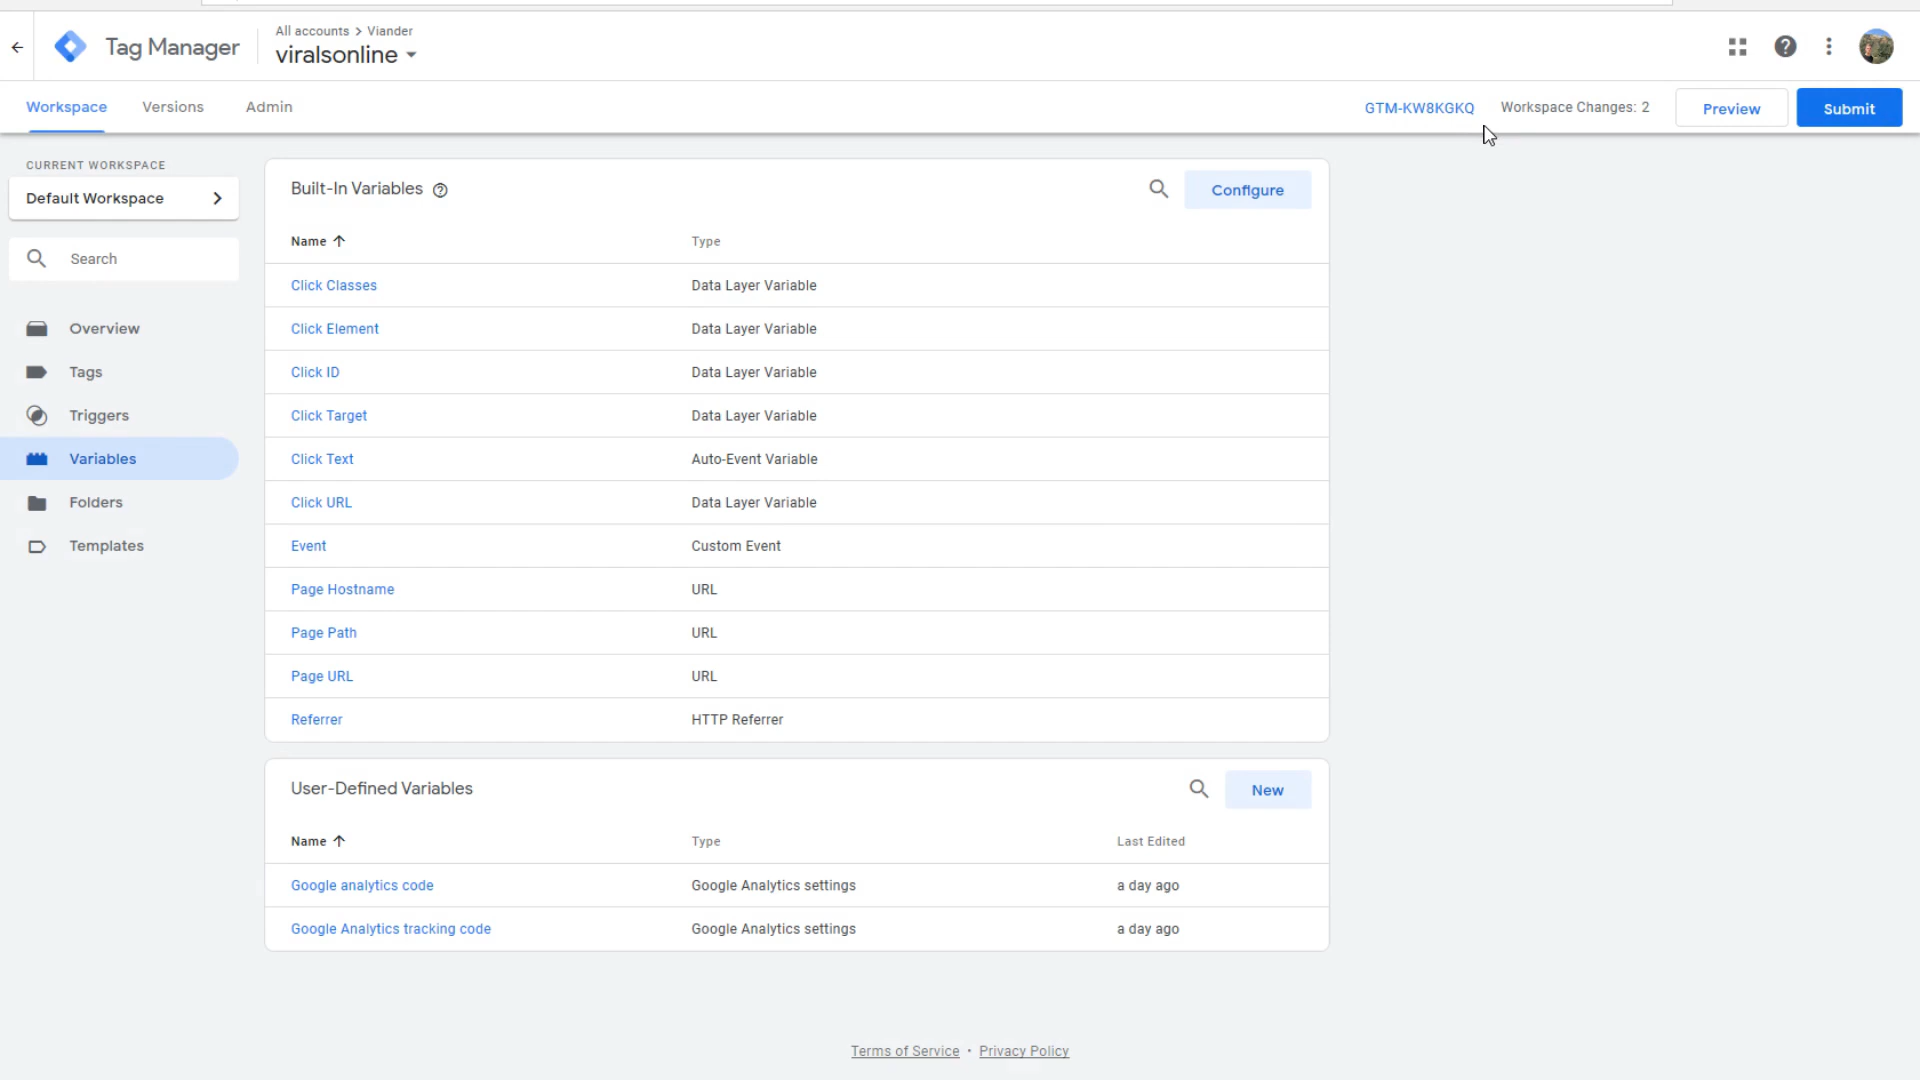 All accounts > Viander
Tag Manager
viralsonline
Workspace Versions Admin
GTM-KW8KGKQ Workspace Changes: 2 Preview Submit
CURRENT WORKSPACE
Default Workspace
Search
Overview
Tags
Triggers
Variables
Folders
Templates
Built-In Variables
Configure
Name Type
Click Classes Data Layer Variable
Click Element Data Layer Variable
Click ID Data Layer Variable
Click Target Data Layer Variable
Click Text Auto-Event Variable
Click URL Data Layer Variable
Event Custom Event
Page Hostname URL
Page Path URL
Page URL URL
Referrer HTTP Referrer
User-Defined Variables
New
Name Type Last Edited
Google analytics code Google Analytics settings a day ago
Google Analytics tracking code Google Analytics settings a day ago
Terms of Service • Privacy Policy